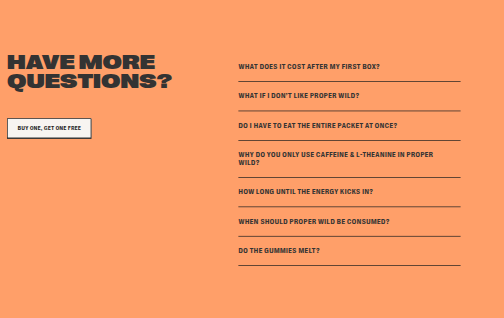 HAVE MORE
QUESTIONS?
BUY ONE, GET ONE FREE
WHAT DOES IT COST AFTER MY FIRST BOX?
WHAT IF I DON'T LIKE PROPER WILD?
DO I HAVE TO EAT THE ENTIRE PACKET AT ONCE?
WHY DO YOU ONLY USE CAFFEINE & L-THEANINE IN PROPER
WILD?
HOW LONG UNTIL THE ENERGY KICKS IN?
WHEN SHOULD PROPER WILD BE CONSUMED?
DO THE GUMMIES MELT?